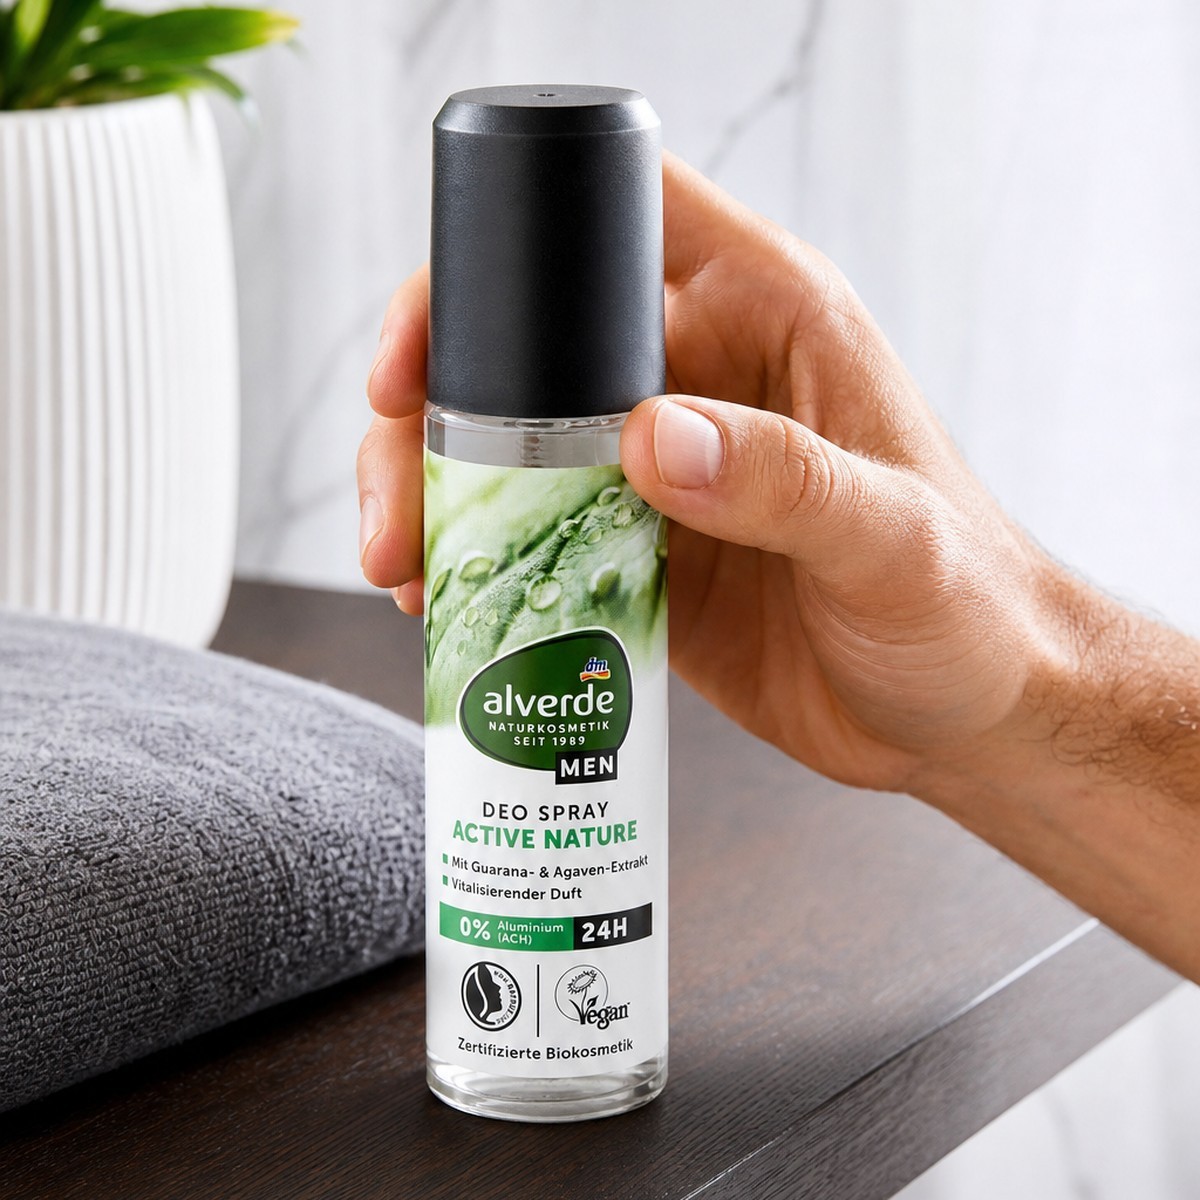 dm
alverde
NATURKOSMETIK
SEIT 1989
MEN
DEO SPRAY
ACTIVE NATURE
Mit Guarana- & Agaven-Extrakt
Vitalisierender Duft
0% Aluminium (ACH) 24H
Vegan
Zertifizierte Biokosmetik